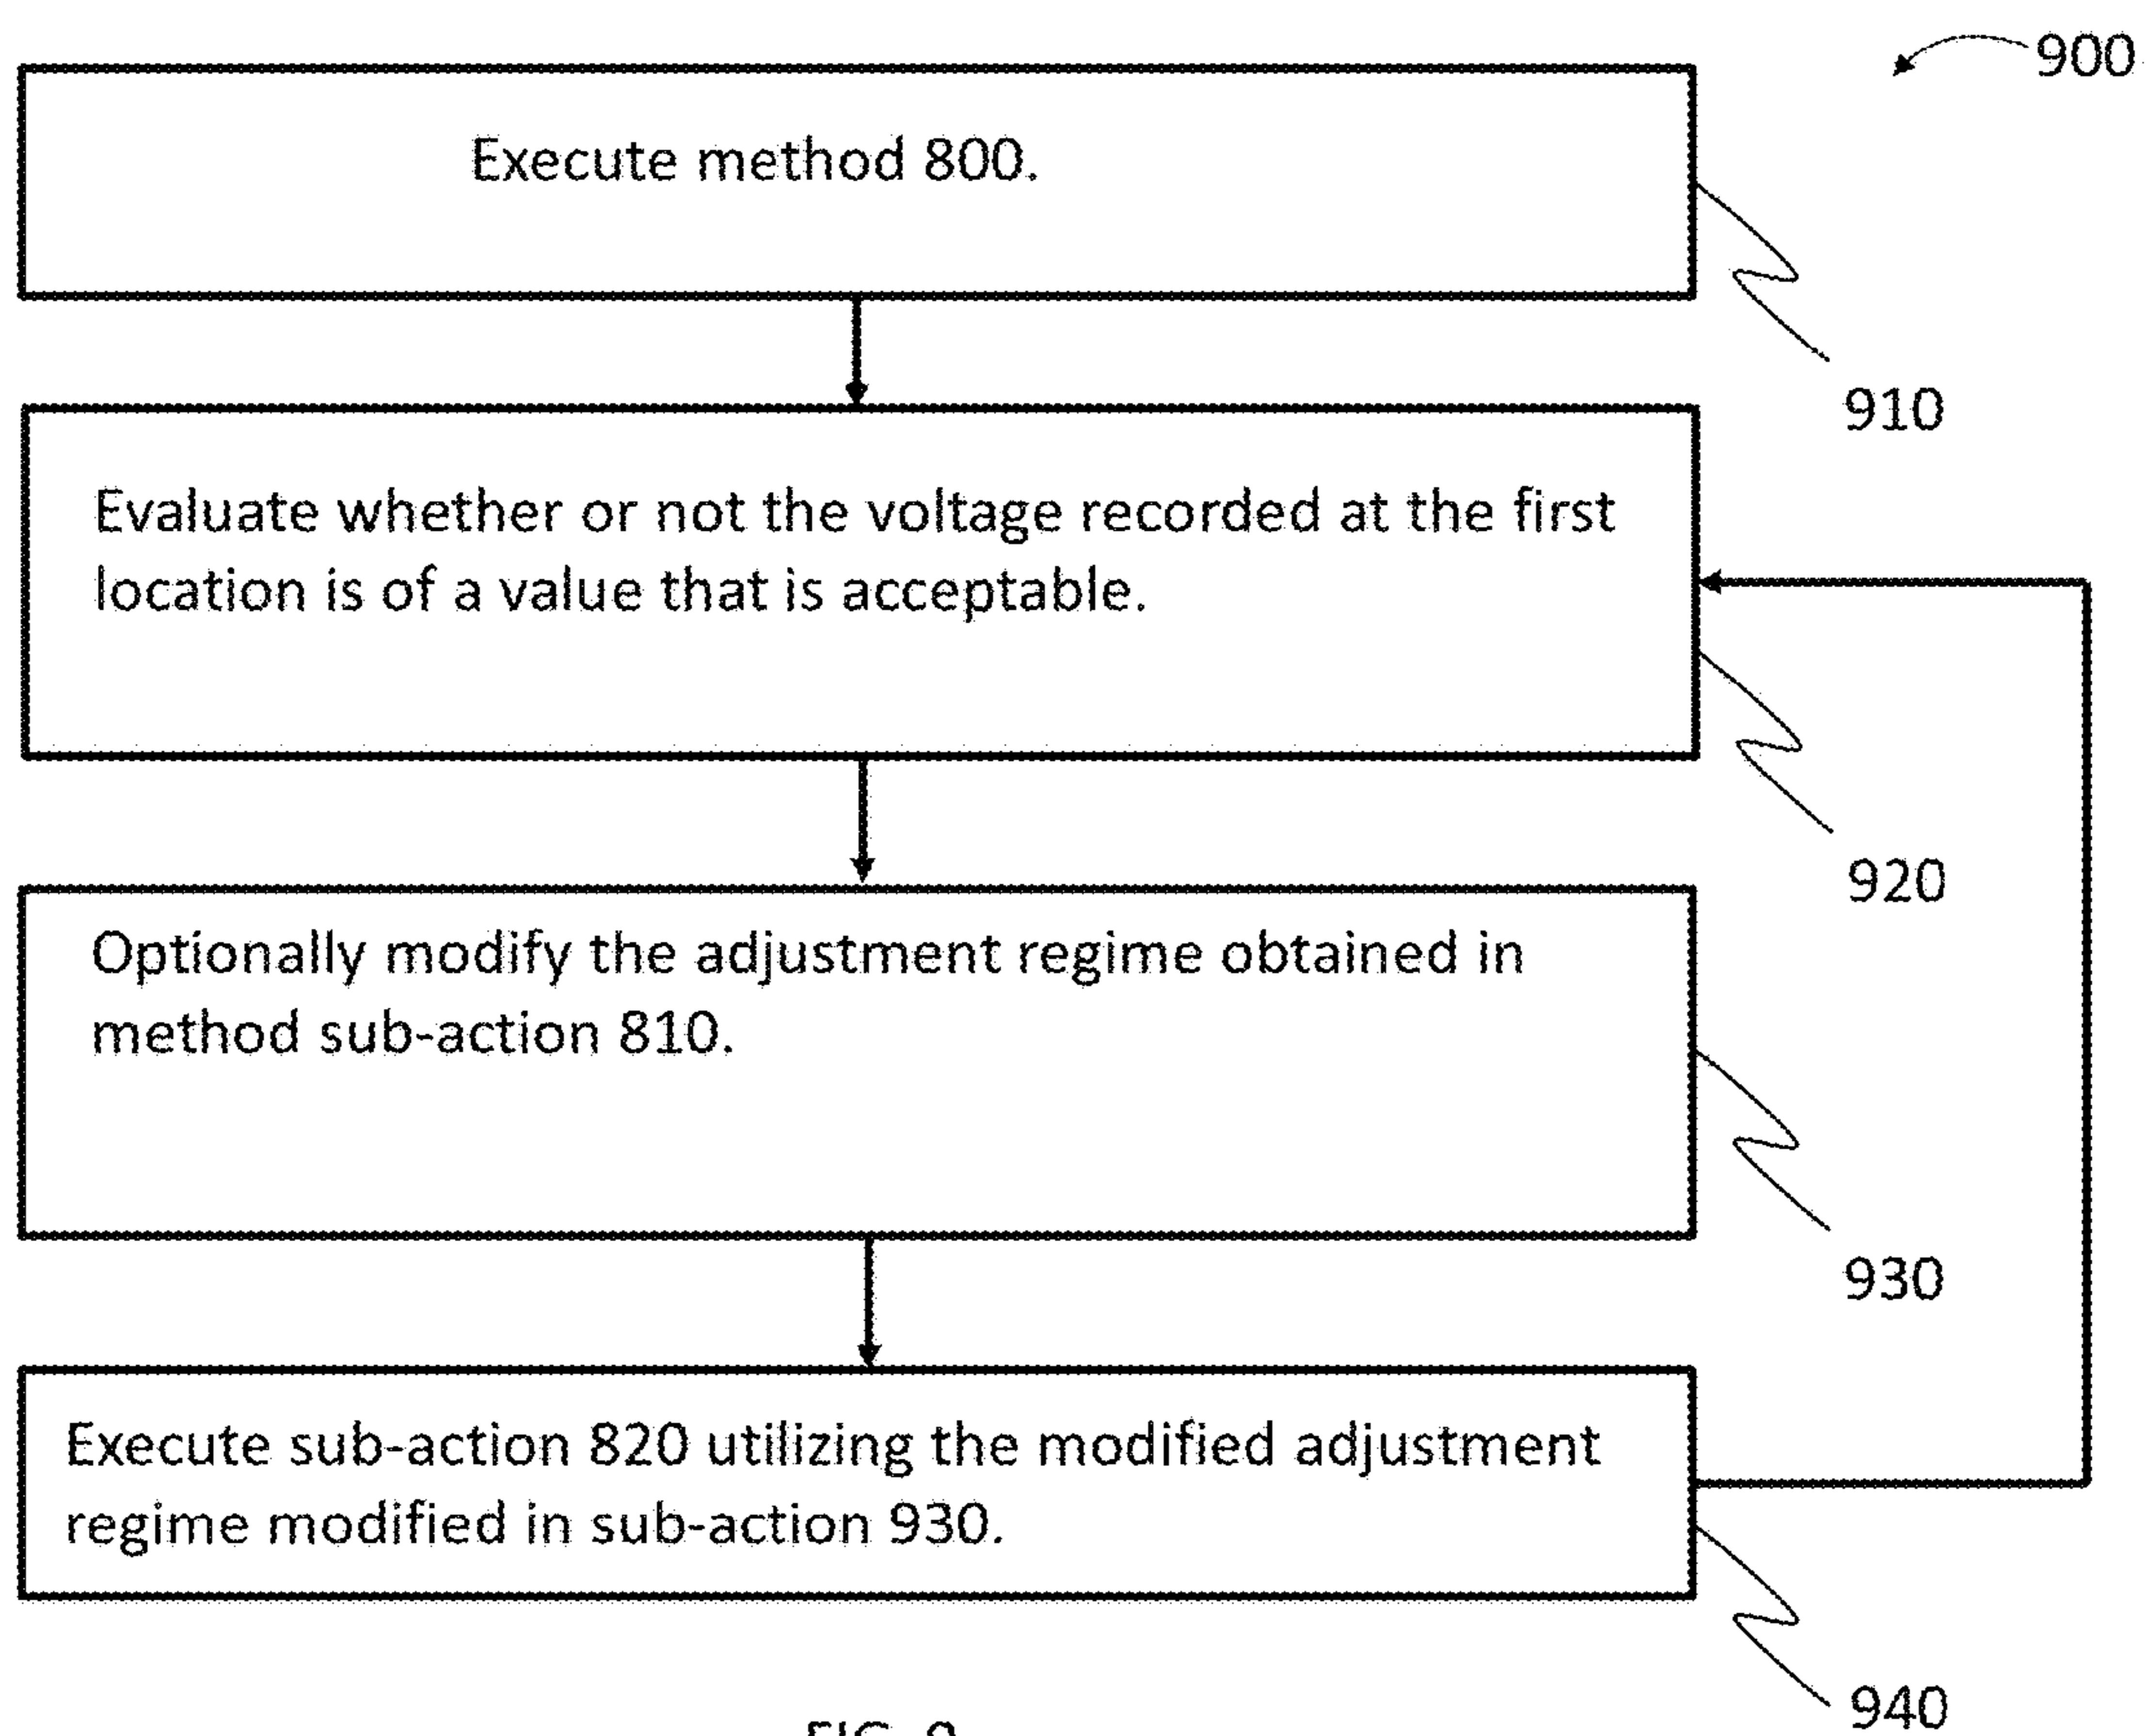 900
Execute method 800.
910
Evaluate whether or not the voltage recorded at the first
location is of a value that is acceptable.
920
Optionally modify the adjustment regime obtained in
method sub-action 810.
930
Execute sub-action 820 utilizing the modified adjustment
regime modified in sub-action 930.
940